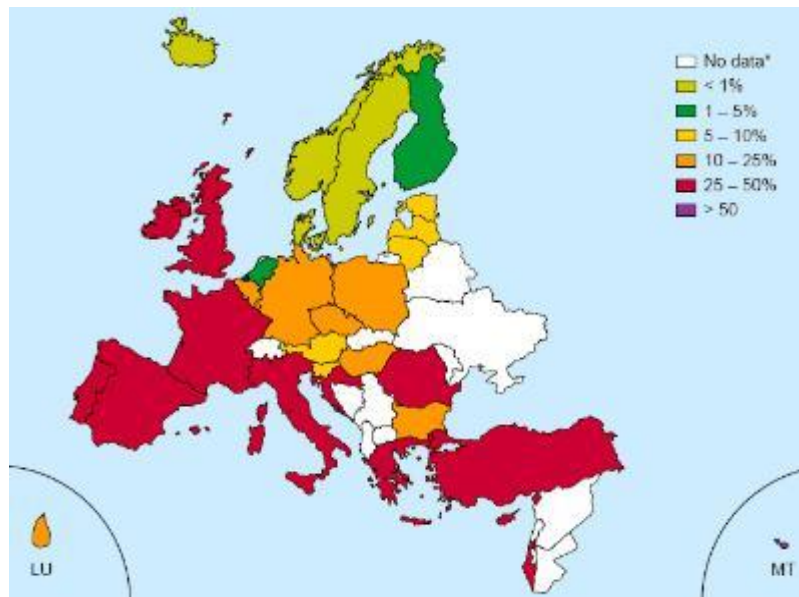 No data*
< 1%
1 – 5%
5 – 10%
10 – 25%
25 – 50%
> 50
LU
MT